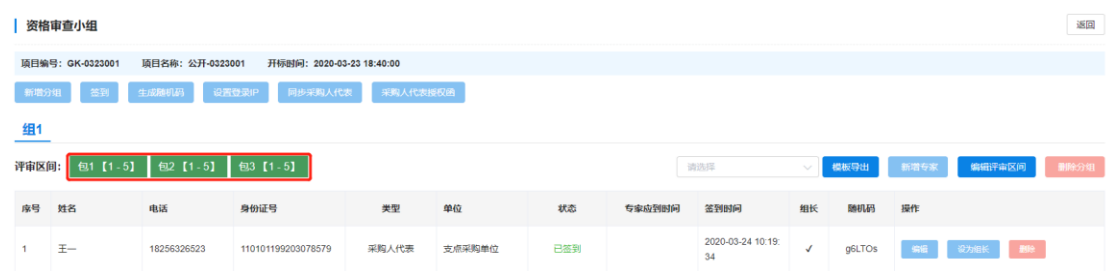 资格审查小组 返回
项目编号：GK-0323001 项目名称：公开-0323001 开标时间：2020-03-23 18:40:00
新增分组 签到 生成随机码 设置登录IP 同步采购人代表 采购人代表授权函
组1
评审区间： 包1【1 - 5】 包2【1 - 5】 包3【1 - 5】 请选择 模板导出 新增专家 编辑评审区间 删除分组
序号 姓名 电话 身份证号 类型 单位 状态 专家应到时间 签到时间 组长 随机码 操作
1 王一 18256326523 110101199203078579 采购人代表 支点采购单位 已签到 2020-03-24 10:19:34 ✓ g6LTOs 编辑 设为组长 删除